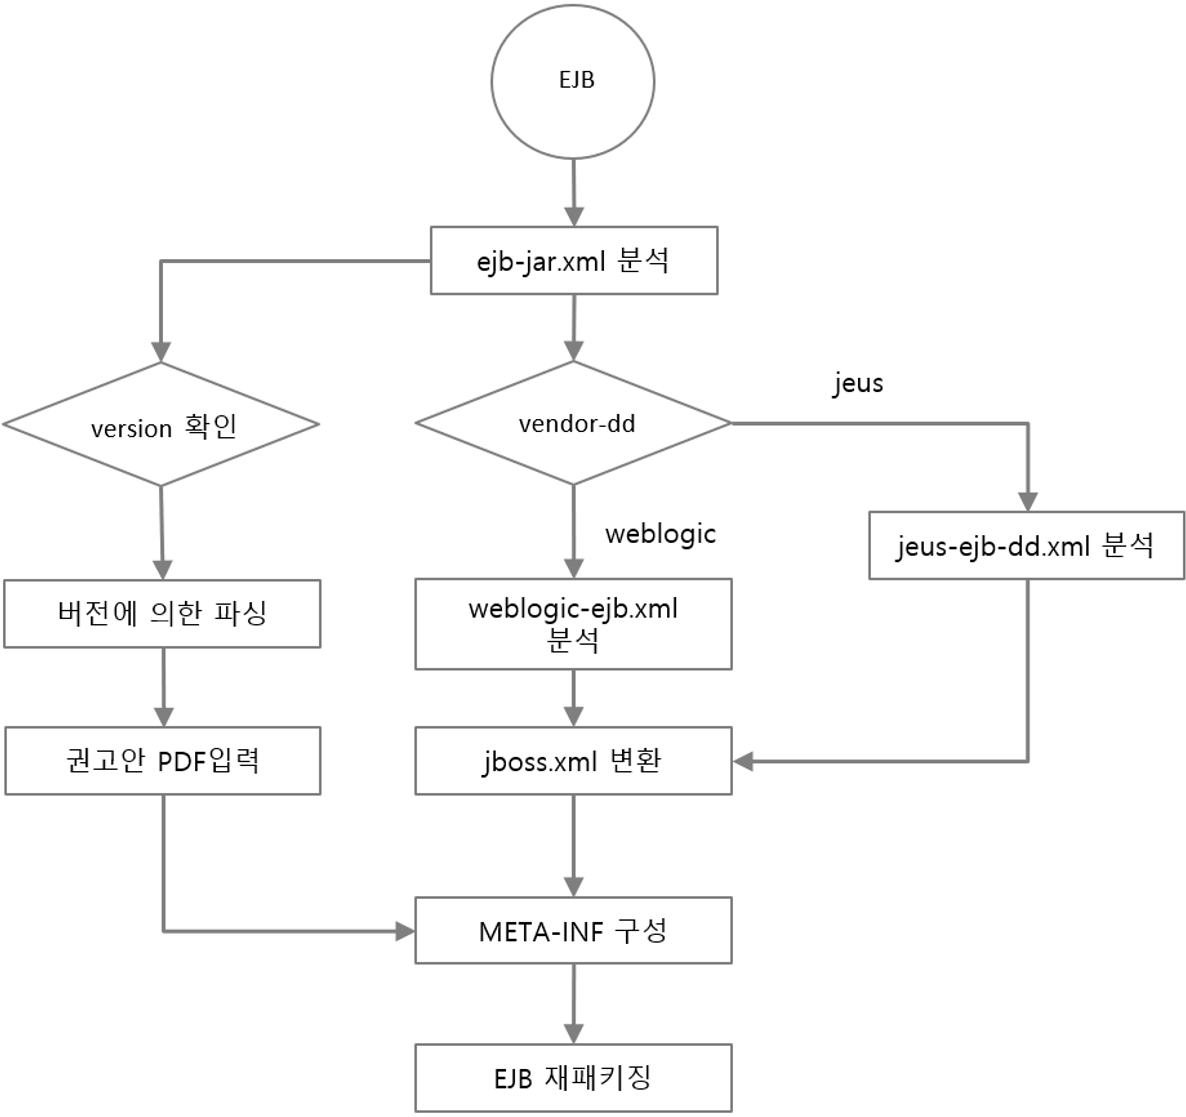 EJB
ejb-jar.xml 분석
version 확인
vendor-dd
jeus
weblogic
jeus-ejb-dd.xml 분석
버전에 의한 파싱
weblogic-ejb.xml
분석
권고안 PDF입력
jboss.xml 변환
META-INF 구성
EJB 재패키징